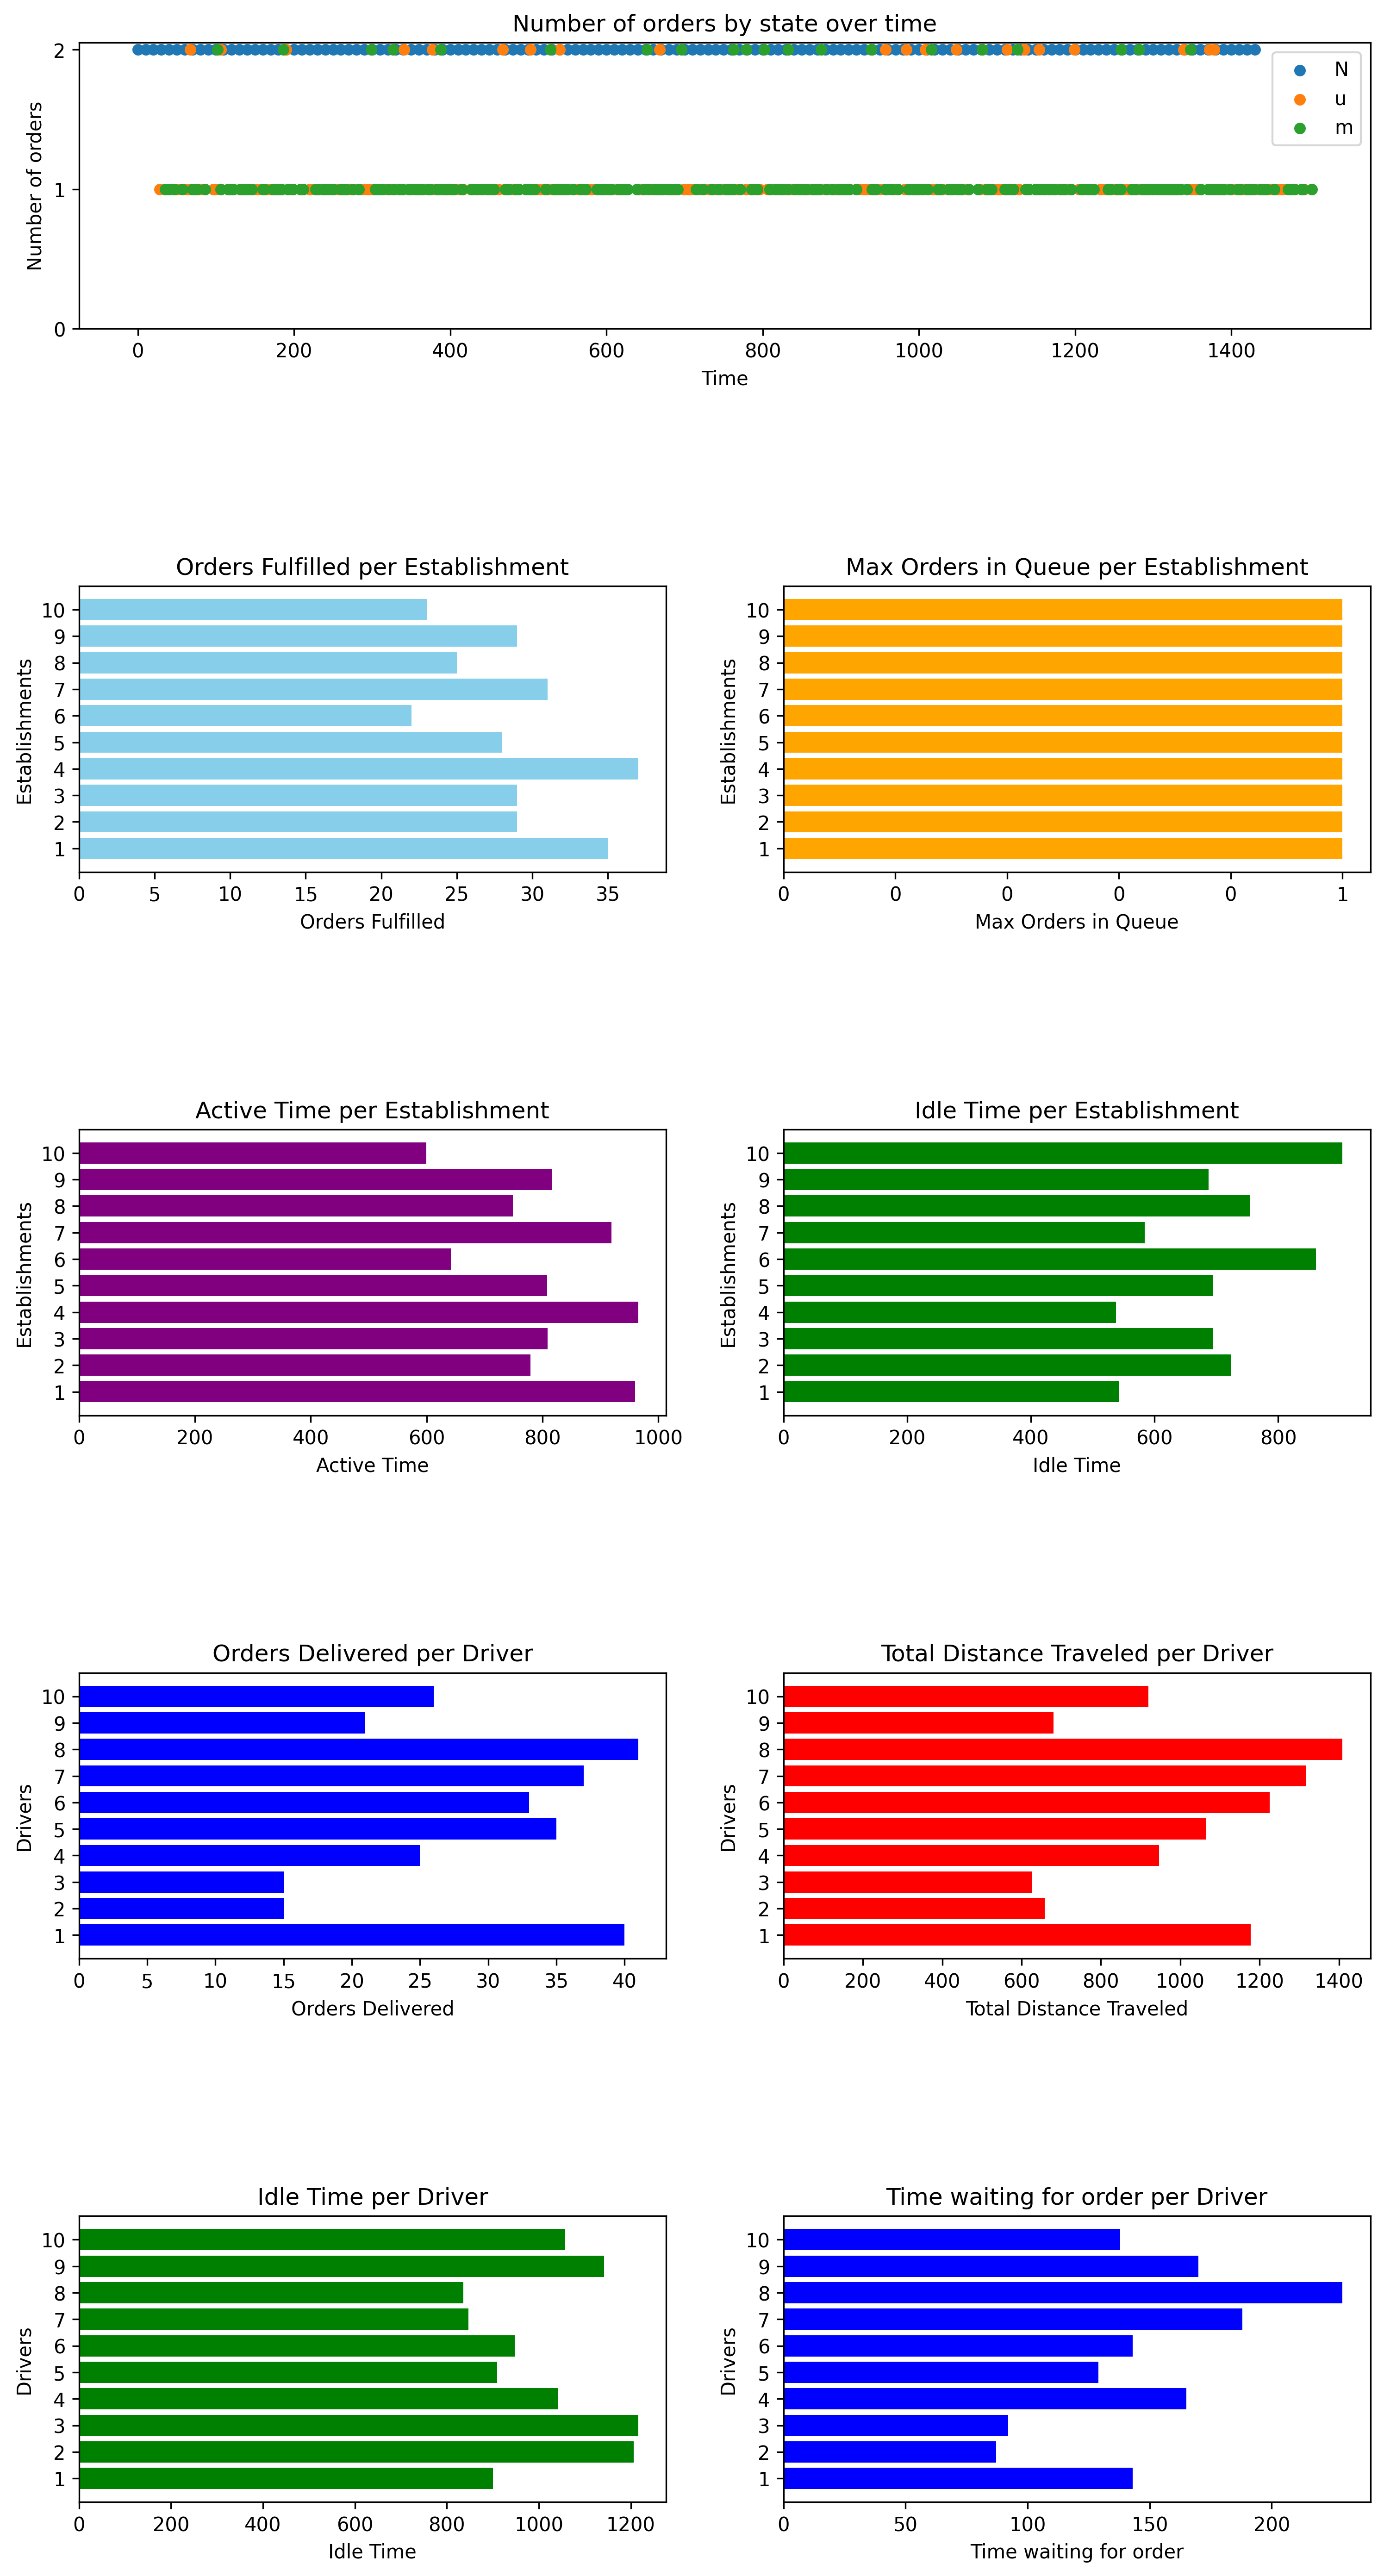 Number of orders by state over time
Number of orders
2
1
0
N
u
m
0 200 400 600 800 1000 1200 1400
Time
Orders Fulfilled per Establishment
Establishments
10
9
8
7
6
5
4
3
2
1
0 5 10 15 20 25 30 35
Orders Fulfilled
Max Orders in Queue per Establishment
Establishments
10
9
8
7
6
5
4
3
2
1
0 0 0 0 0 1
Max Orders in Queue
Active Time per Establishment
Establishments
10
9
8
7
6
5
4
3
2
1
0 200 400 600 800 1000
Active Time
Idle Time per Establishment
Establishments
10
9
8
7
6
5
4
3
2
1
0 200 400 600 800
Idle Time
Orders Delivered per Driver
Drivers
10
9
8
7
6
5
4
3
2
1
0 5 10 15 20 25 30 35 40
Orders Delivered
Total Distance Traveled per Driver
Drivers
10
9
8
7
6
5
4
3
2
1
0 200 400 600 800 1000 1200 1400
Total Distance Traveled
Idle Time per Driver
Drivers
10
9
8
7
6
5
4
3
2
1
0 200 400 600 800 1000 1200
Idle Time
Time waiting for order per Driver
Drivers
10
9
8
7
6
5
4
3
2
1
0 50 100 150 200
Time waiting for order